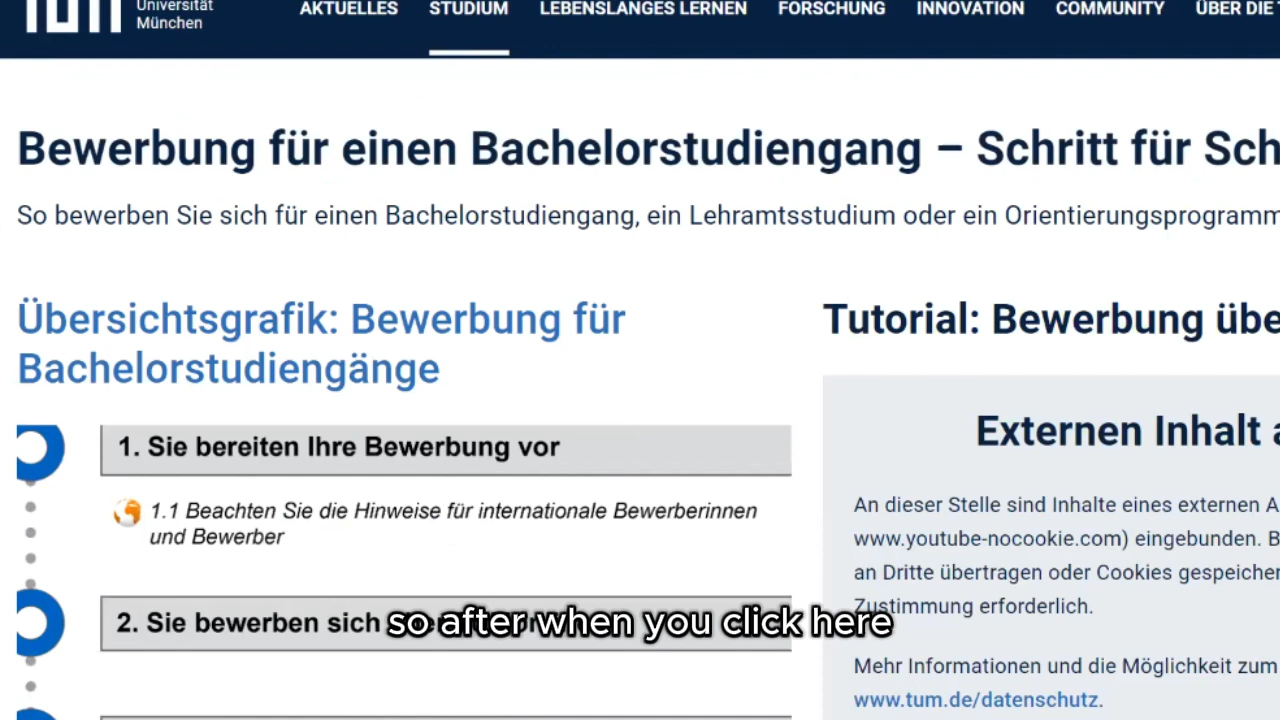 Universität
München
AKTUELLES STUDIUM LEBENSLANGES LERNEN FORSCHUNG INNOVATION COMMUNITY ÜBER DIE
Bewerbung für einen Bachelorstudiengang – Schritt für Sch
So bewerben Sie sich für einen Bachelorstudiengang, ein Lehramtsstudium oder ein Orientierungsprogramm
Übersichtsgrafik: Bewerbung für
Bachelorstudiengänge
1. Sie bereiten Ihre Bewerbung vor
1.1 Beachten Sie die Hinweise für internationale Bewerberinnen
und Bewerber
2. Sie bewerben sich
so after when you click here
Tutorial: Bewerbung übe
Externen Inhalt a
An dieser Stelle sind Inhalte eines externen A
www.youtube-nocookie.com) eingebunden. B
an Dritte übertragen oder Cookies gespeicher
Zustimmung erforderlich.
Mehr Informationen und die Möglichkeit zum
www.tum.de/datenschutz.